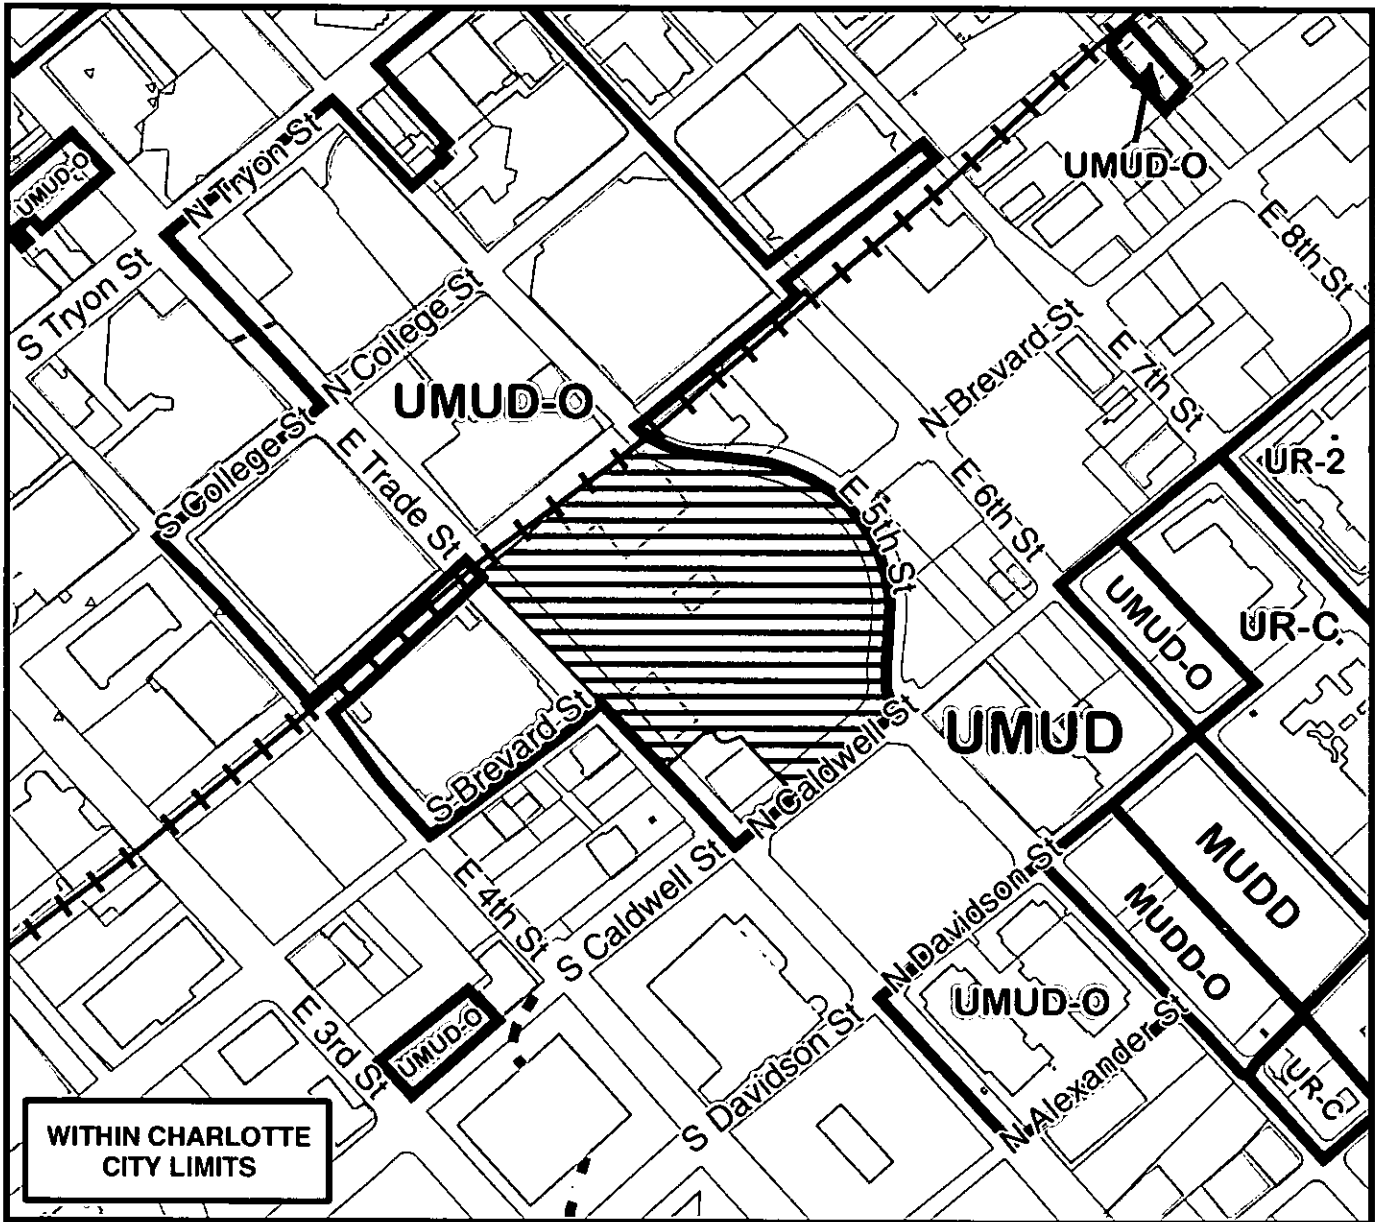 UMUD-O
N Tryon St
UMUD-O
S Tryon St
E 8th St
N College St
N Brevard St
E 7th St
UMUD-O
S College St
E Trade St
UR-2
E 5th St
E 6th St
UMUD-O
UR-C
UMUD
S Brevard St
N Caldwell St
E 4th St
S Caldwell St
MUDD
MUDD-O
N Davidson St
UMUD-O
E 3rd St
UMUD-O
S Davidson St
N Alexander St
UR-C
WITHIN CHARLOTTE
CITY LIMITS